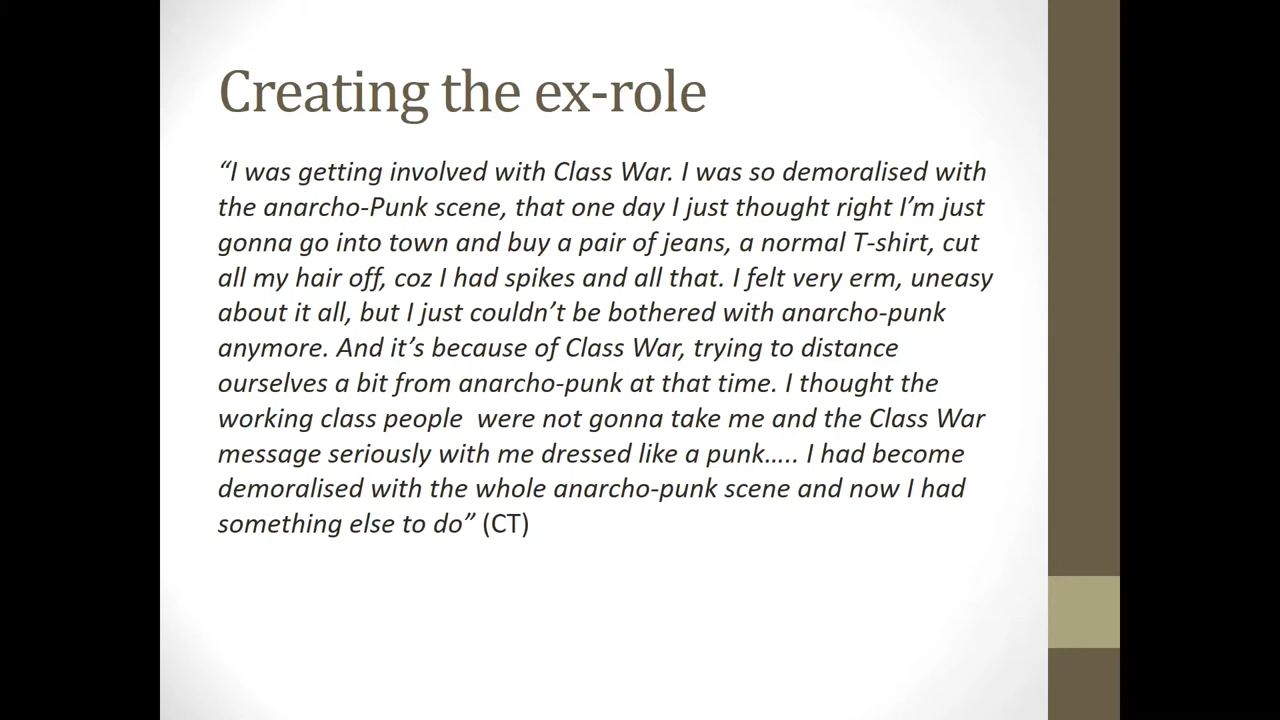 Creating the ex-role
“I was getting involved with Class War. I was so demoralised with
the anarcho-Punk scene, that one day I just thought right I’m just
gonna go into town and buy a pair of jeans, a normal T-shirt, cut
all my hair off, coz I had spikes and all that. I felt very erm, uneasy
about it all, but I just couldn’t be bothered with anarcho-punk
anymore. And it’s because of Class War, trying to distance
ourselves a bit from anarcho-punk at that time. I thought the
working class people  were not gonna take me and the Class War
message seriously with me dressed like a punk….. I had become
demoralised with the whole anarcho-punk scene and now I had
something else to do” (CT)